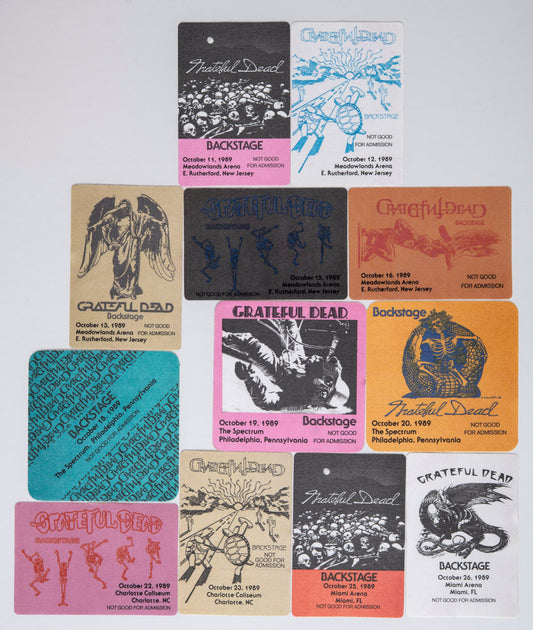 Grateful Dead
BACKSTAGE
October 11, 1989
Meadowlands Arena
E. Rutherford, New Jersey
NOT GOOD
FOR ADMISSION
GRATEFUL DEAD
BACKSTAGE
NOT GOOD
FOR ADMISSION
October 12, 1989
Meadowlands Arena
E. Rutherford, New Jersey
GRATEFUL DEAD
Backstage
October 13, 1989
Meadowlands Arena
E. Rutherford, New Jersey
NOT GOOD
FOR ADMISSION
GRATEFUL DEAD
BACKSTAGE
October 15, 1989
Meadowlands Arena
E. Rutherford, New Jersey
NOT GOOD FOR ADMISSION
GRATEFUL DEAD
BACKSTAGE
October 16, 1989
Meadowlands Arena
E. Rutherford, New Jersey
NOT GOOD
FOR ADMISSION
BACKSTAGE
The Spectrum
Philadelphia, Pennsylvania
NOT GOOD FOR ADMISSION
GRATEFUL DEAD
October 19, 1989
The Spectrum
Philadelphia, Pennsylvania
Backstage
NOT GOOD
FOR ADMISSION
Backstage
Grateful Dead
October 20, 1989
The Spectrum
Philadelphia, Pennsylvania
NOT GOOD
FOR ADMISSION
GRATEFUL DEAD
BACKSTAGE
October 22, 1989
Charlotte Coliseum
Charlotte, NC
NOT GOOD FOR ADMISSION
GRATEFUL DEAD
BACKSTAGE
NOT
GOOD FOR
ADMISSION
October 23, 1989
Charlotte Coliseum
Charlotte, NC
Grateful Dead
BACKSTAGE
October 25, 1989
Miami Arena
Miami, FL
NOT GOOD FOR ADMISSION
GRATEFUL DEAD
BACKSTAGE
October 26, 1989
Miami Arena
Miami, FL
NOT GOOD FOR ADMISSION